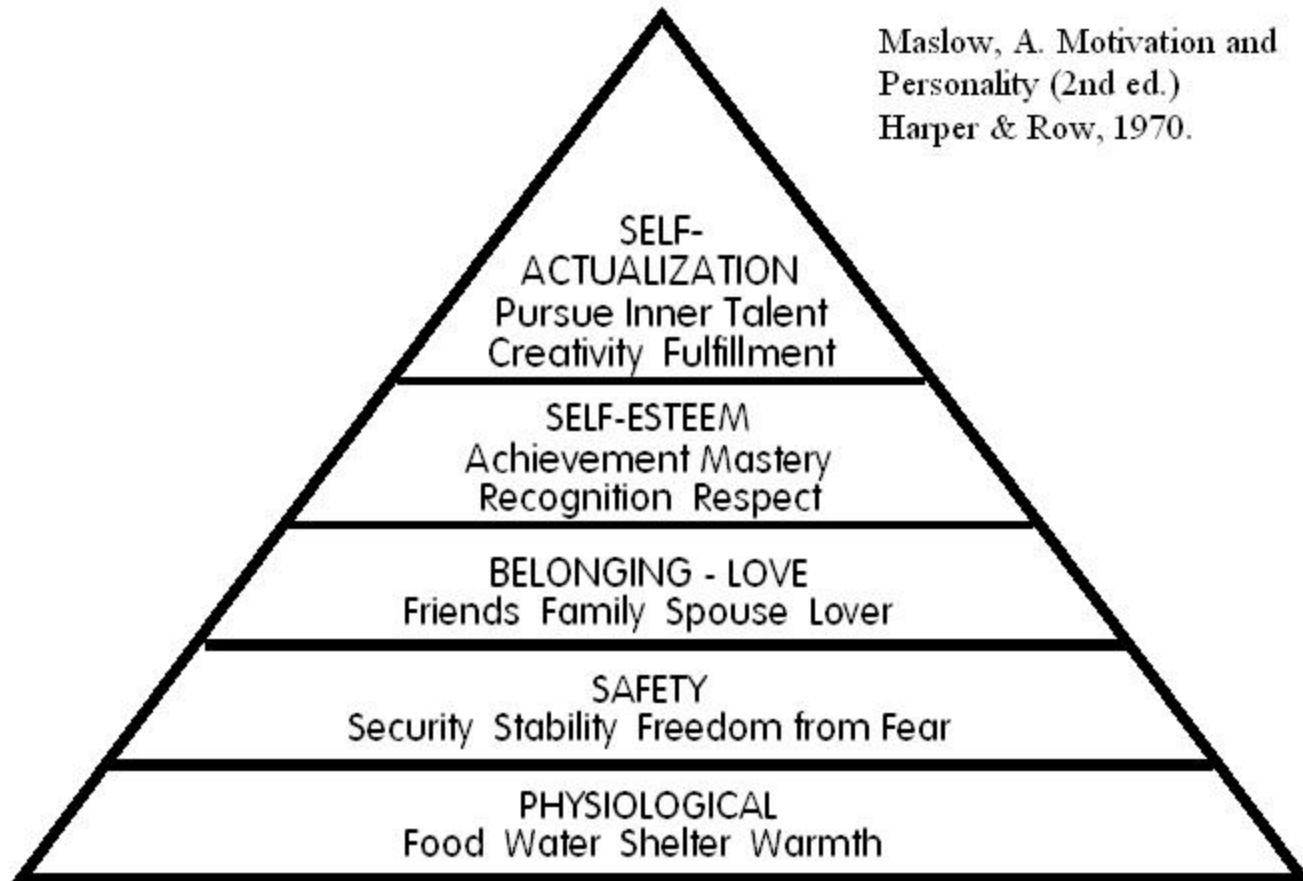 Maslow, A. Motivation and
Personality (2nd ed.)
Harper & Row, 1970.
SELF-
ACTUALIZATION
Pursue Inner Talent
Creativity Fulfillment
SELF-ESTEEM
Achievement Mastery
Recognition Respect
BELONGING - LOVE
Friends Family Spouse Lover
SAFETY
Security Stability Freedom from Fear
PHYSIOLOGICAL
Food Water Shelter Warmth